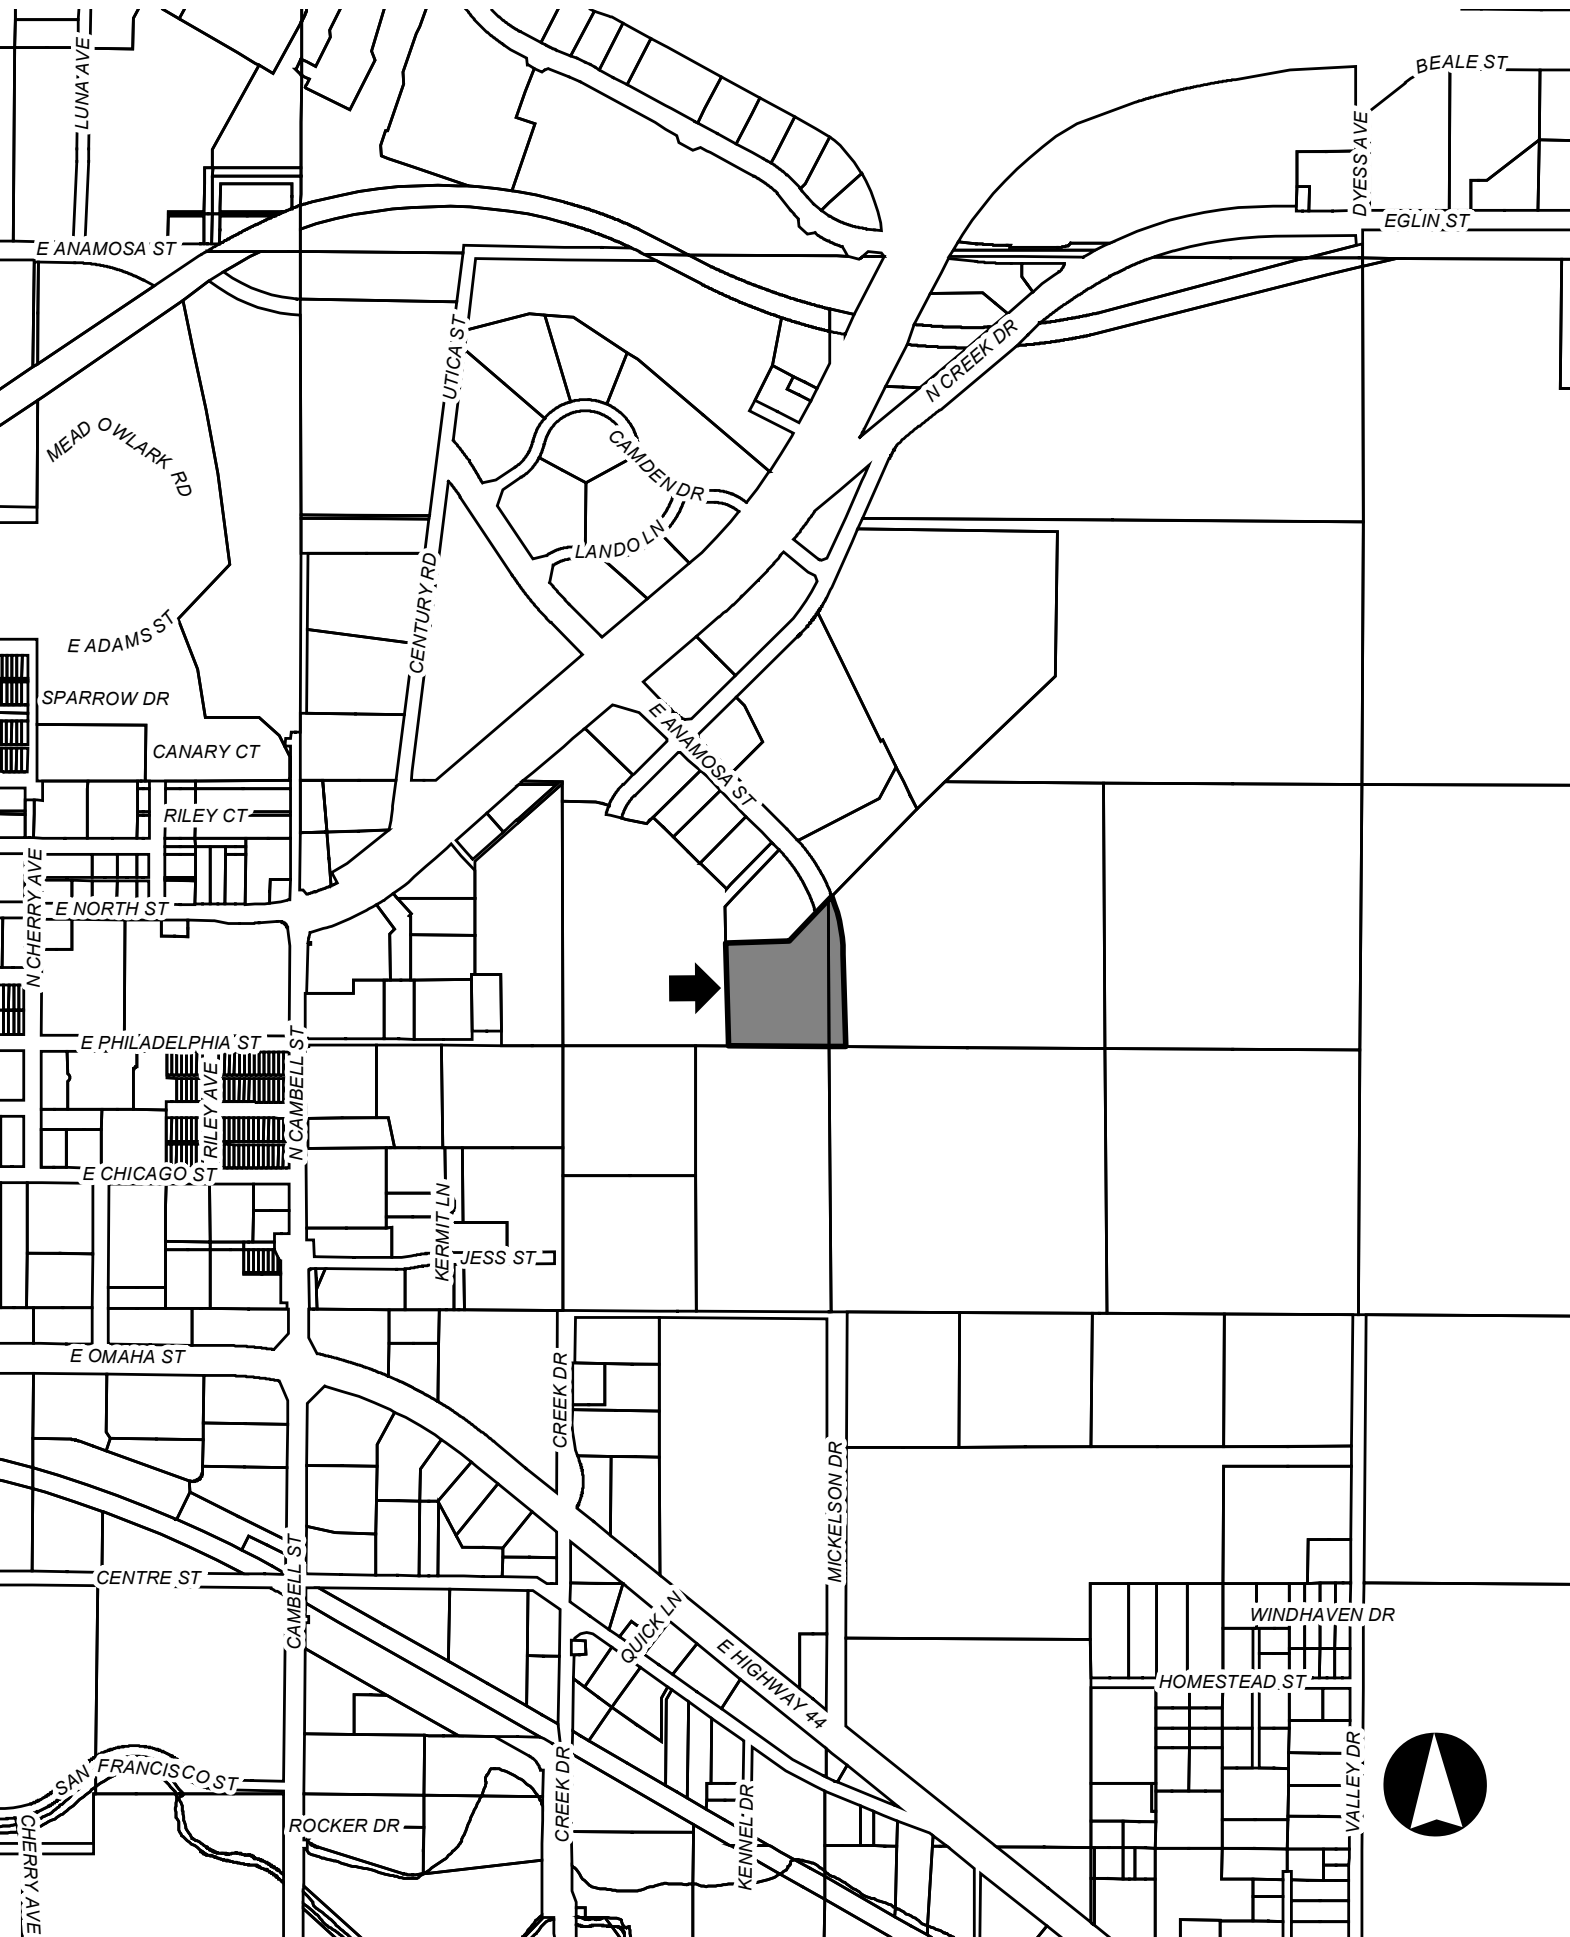 LUNA AVE
BEALE ST
DYESS AVE
EGLIN ST
E ANAMOSA ST
UTICA ST
N CREEK DR
MEADOWLARK RD
CAMDEN DR
LANDO LN
CENTURY RD
E ADAMS ST
SPARROW DR
E ANAMOSA ST
CANARY CT
RILEY CT
N CHERRY AVE
E NORTH ST
E PHILADELPHIA ST
RILEY AVE
N CAMBELL ST
E CHICAGO ST
KERMIT LN
JESS ST
E OMAHA ST
CREEK DR
MICKELSON DR
CENTRE ST
CAMBELL ST
QUICK LN
WINDHAVEN DR
E HIGHWAY 44
HOMESTEAD ST
SAN FRANCISCO ST
CREEK DR
KENNEL DR
VALLEY DR
ROCKER DR
CHERRY AVE